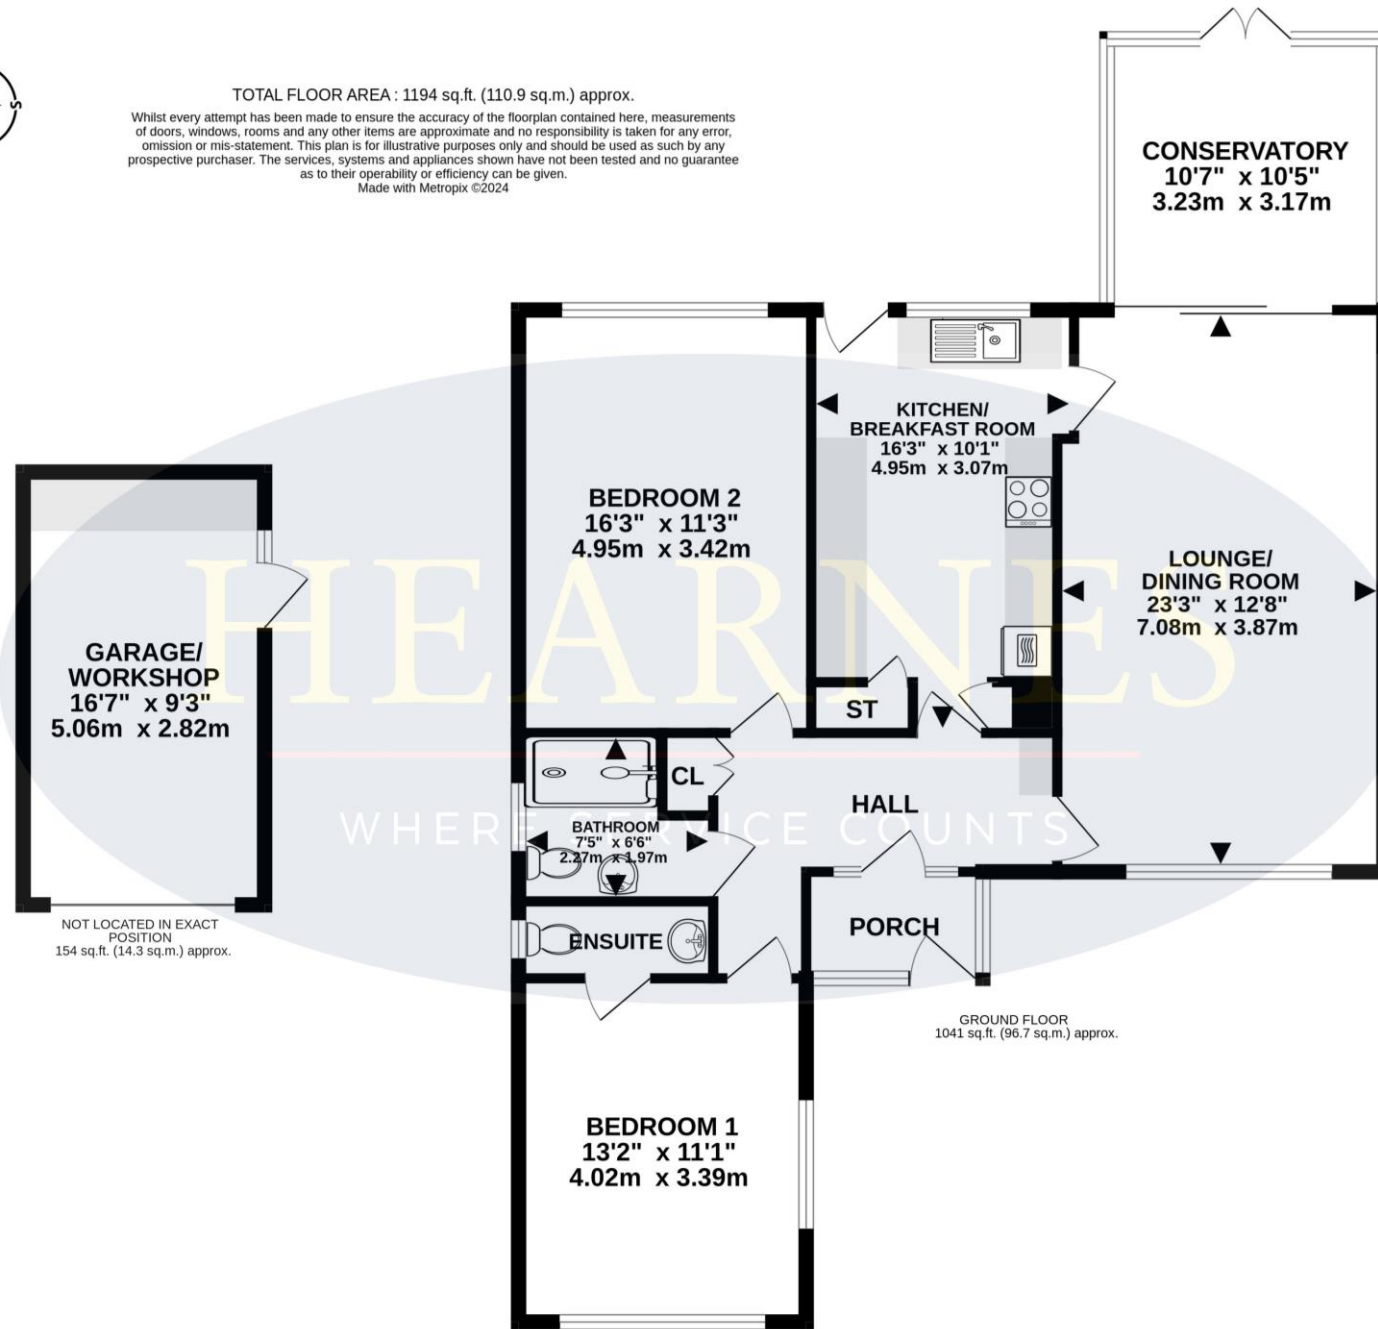 S
TOTAL FLOOR AREA : 1194 sq.ft. (110.9 sq.m.) approx.
Whilst every attempt has been made to ensure the accuracy of the floorplan contained here, measurements
of doors, windows, rooms and any other items are approximate and no responsibility is taken for any error,
omission or mis-statement. This plan is for illustrative purposes only and should be used as such by any
prospective purchaser. The services, systems and appliances shown have not been tested and no guarantee
as to their operability or efficiency can be given.
Made with Metropix ©2024
CONSERVATORY
10'7" x 10'5"
3.23m x 3.17m
KITCHEN/
BREAKFAST ROOM
16'3" x 10'1"
4.95m x 3.07m
BEDROOM 2
16'3" x 11'3"
4.95m x 3.42m
LOUNGE/
DINING ROOM
23'3" x 12'8"
7.08m x 3.87m
HEARNES
GARAGE/
WORKSHOP
16'7" x 9'3"
5.06m x 2.82m
ST
CL
HALL
WHERE SERVICE COUNTS
BATHROOM
7'5" x 6'6"
2.27m x 1.97m
NOT LOCATED IN EXACT
POSITION
154 sq.ft. (14.3 sq.m.) approx.
ENSUITE
PORCH
GROUND FLOOR
1041 sq.ft. (96.7 sq.m.) approx.
BEDROOM 1
13'2" x 11'1"
4.02m x 3.39m